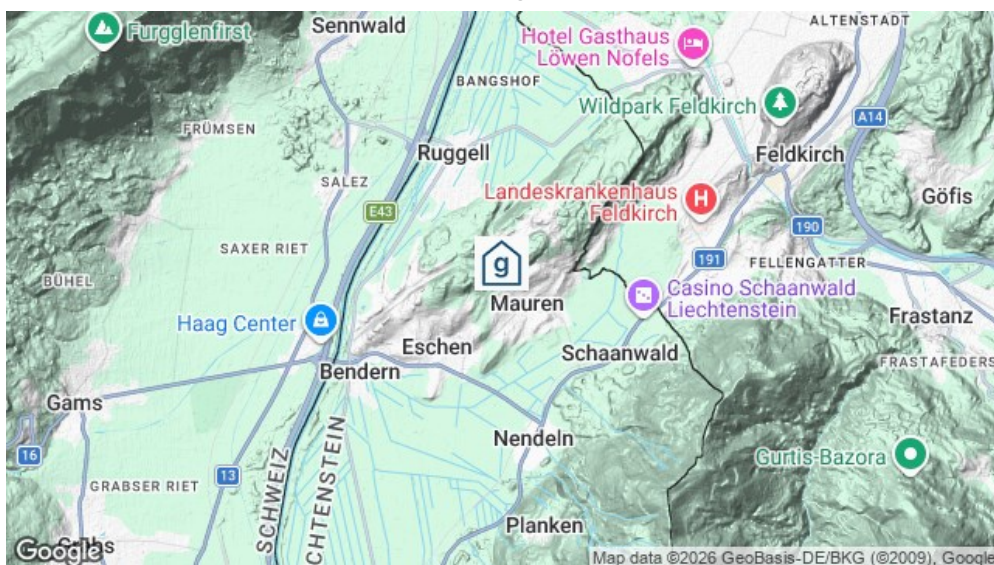 Furgglenfirst
Sennwald
Hotel Gasthaus
Löwen Nofels
ALTENSTADT
BANGSHOF
Wildpark Feldkirch
A14
FRÜMSEN
Ruggell
Feldkirch
SALEZ
Landeskrankenhaus
Feldkirch
H
Göfis
E43
190
SAXER RIET
g
191
FELLENGATTER
BÜHEL
Mauren
Casino Schaanwald
Liechtenstein
Haag Center
Frastanz
Eschen
Schaanwald
FRASTAFEDERS
Bendern
Gams
Nendeln
16
13
Gurtis-Bazora
GRABSER RIET
SCHWEIZ
CHTENSTEIN
Planken
Google
Map data ©2026 GeoBasis-DE/BKG (©2009), Google